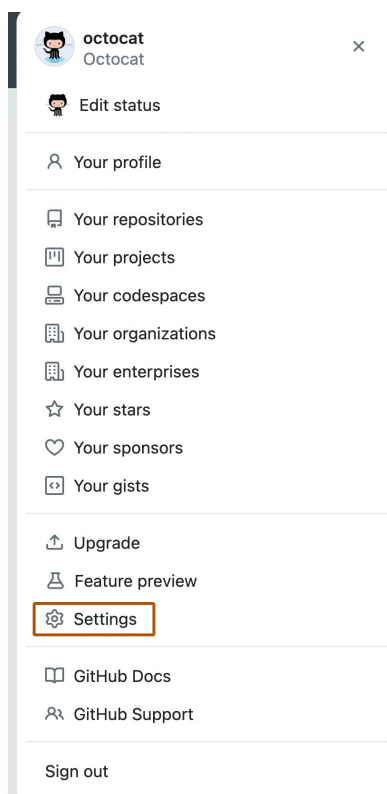 octocat
Octocat
Edit status
Your profile
Your repositories
Your projects
Your codespaces
Your organizations
Your enterprises
Your stars
Your sponsors
Your gists
Upgrade
Feature preview
Settings
GitHub Docs
GitHub Support
Sign out